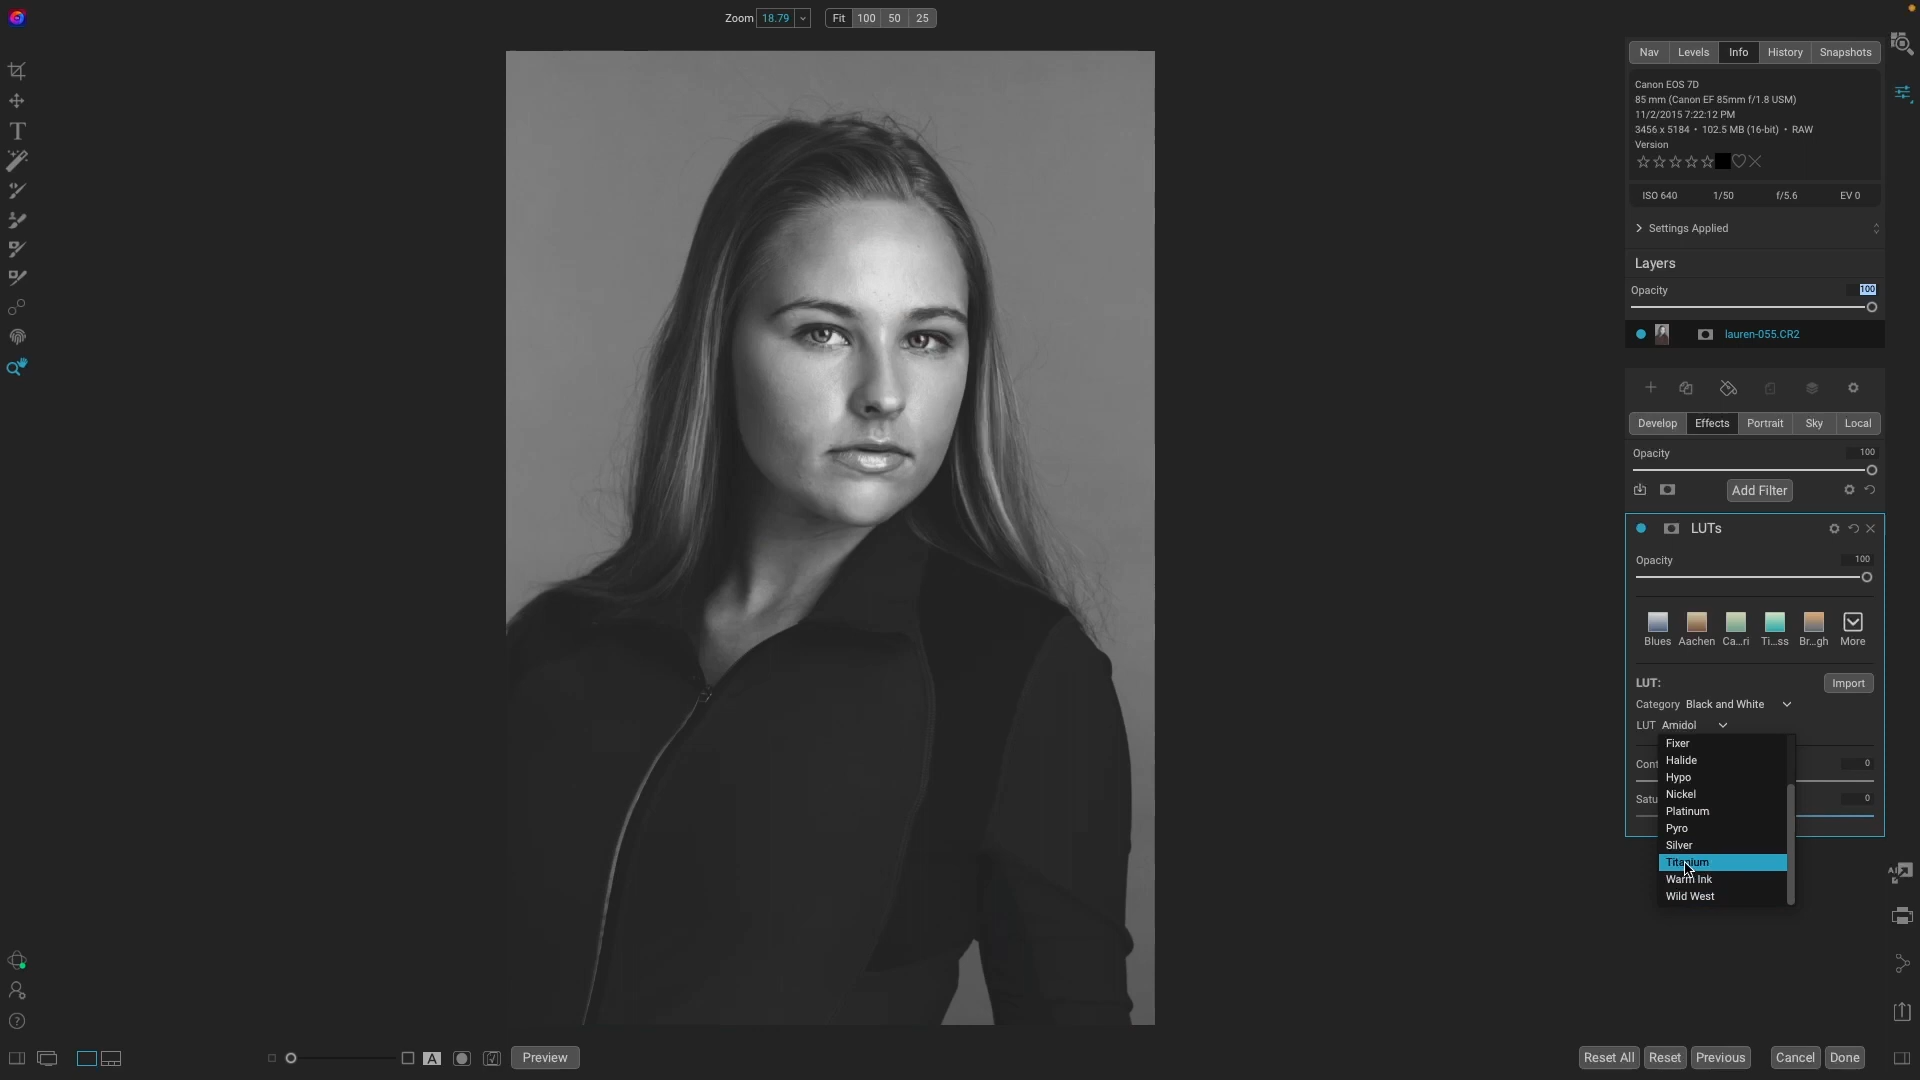 Zoom 18.79 Fit 100 50 25
Nav Levels Info History Snapshots
Canon EOS 7D
85 mm (Canon EF 85mm f/1.8 USM)
11/2/2015 7:22:12 PM
3456 x 5184 • 102.5 MB (16-bit) • RAW
Version
ISO 640 1/50 f/5.6 EV 0
Settings Applied
Layers
Opacity 100
lauren-055.CR2
Develop Effects Portrait Sky Local
Opacity 100
Add Filter
LUTs
Opacity 100
Blues Aachen Ca...ri Ti...ss Br...gh More
LUT: Import
Category Black and White
LUT Amidol
Fixer
Halide
Hypo
Nickel
Platinum
Pyro
Silver
Titanium
Warm Ink
Wild West
Cont 0
Satu 0
T
A
A
Preview
Reset All Reset Previous Cancel Done